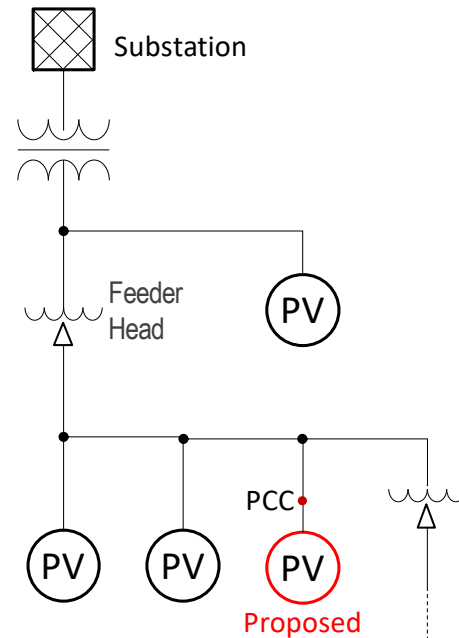 Substation
Feeder
Head
PV
PCC
PV
PV
PV
Proposed